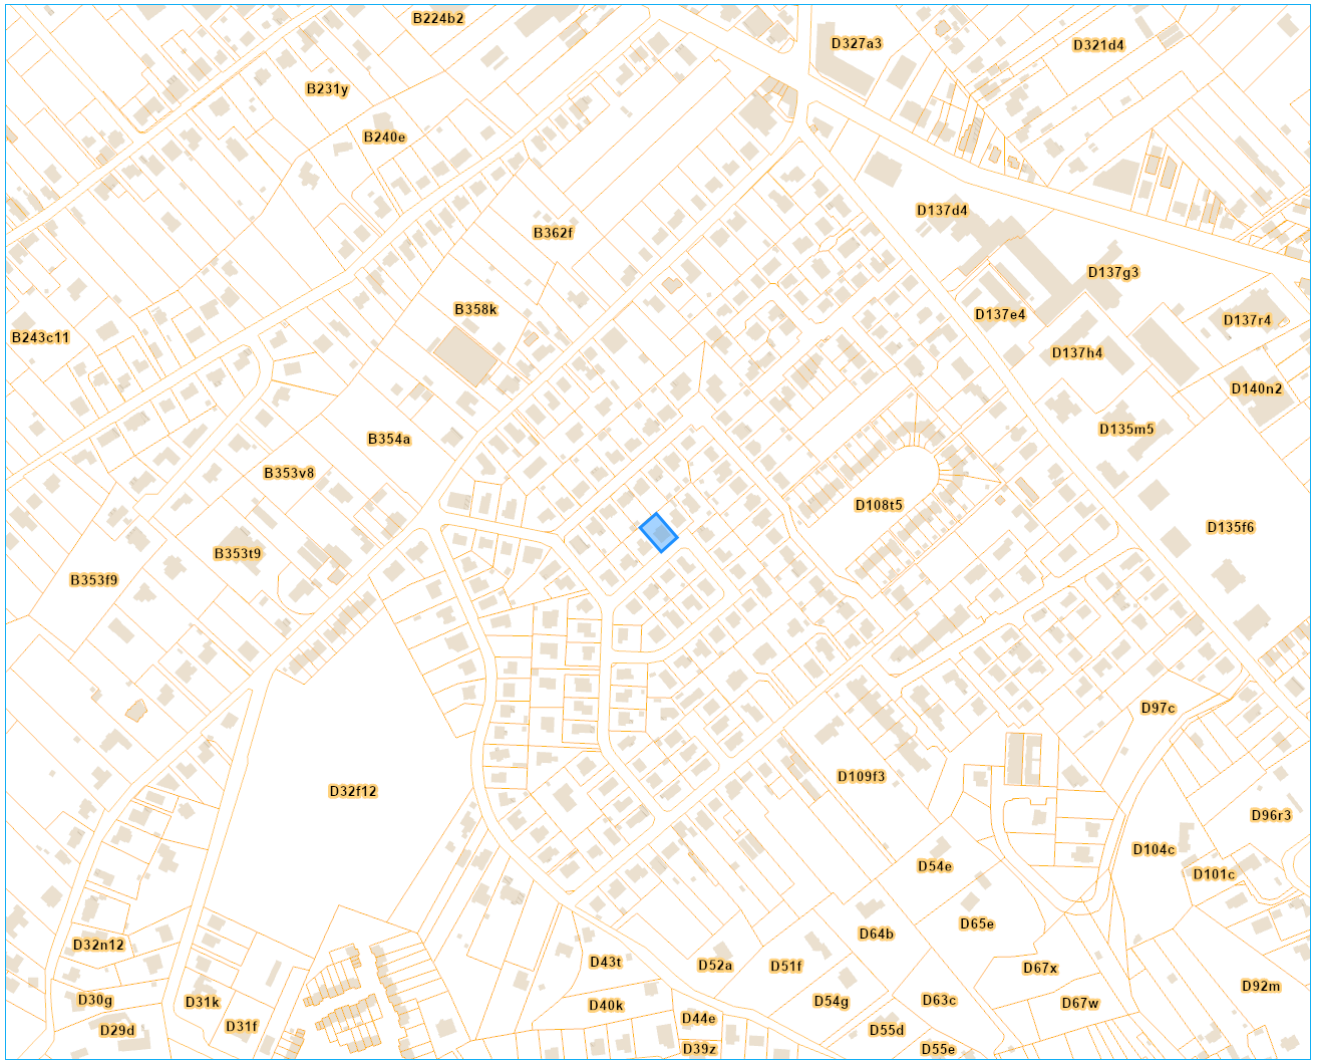 B224b2
D327a3
D321d4
B231y
B240e
D137d4
B362f
D137g3
B358k
D137e4
D137r4
B243c11
D137h4
D140n2
B354a
D135m5
B353v8
D108t5
D135f6
B353t9
B353f9
D97c
D109f3
D32f12
D96r3
D104c
D54e
D101c
D65e
D64b
D32n12
D43t
D52a
D51f
D67x
D92m
D30g
D31k
D40k
D54g
D63c
D67w
D44e
D31f
D29d
D55d
D39z
D55e